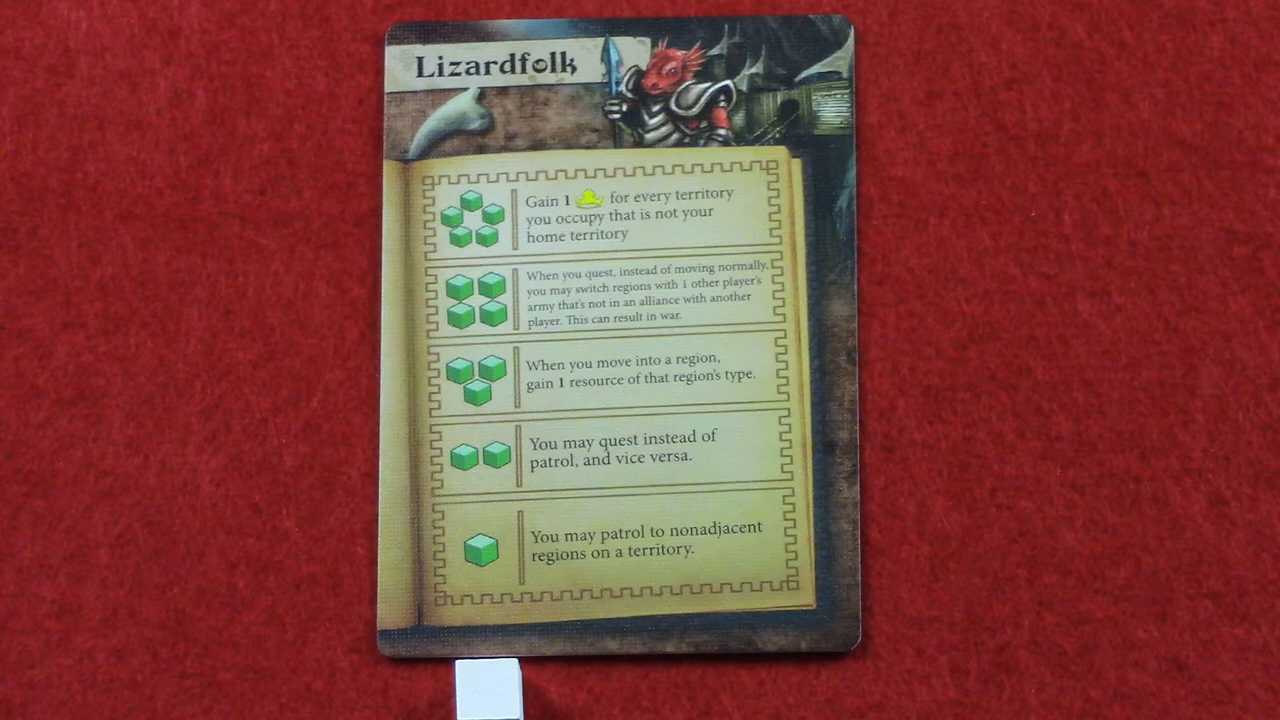 Lizardfolk
Gain 1 for every territory
you occupy that is not your
home territory
When you quest, instead of moving normally,
you may switch regions with 1 other player's
army that's not in an alliance with another
player. This can result in war.
When you move into a region,
gain 1 resource of that region's type.
You may quest instead of
patrol, and vice versa.
You may patrol to nonadjacent
regions on a territory.